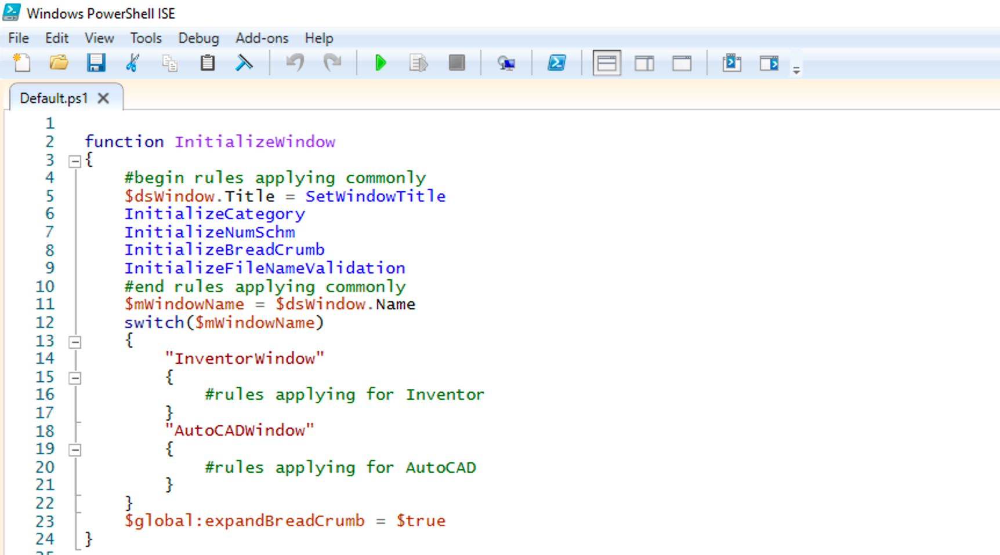 Windows PowerShell ISE
File Edit View Tools Debug Add-ons Help
Default.ps1
1
2 function InitializeWindow
3 {
4 #begin rules applying commonly
5 $dsWindow.Title = SetWindowTitle
6 InitializeCategory
7 InitializeNumSchm
8 InitializeBreadCrumb
9 InitializeFileNameValidation
10 #end rules applying commonly
11 $mWindowName = $dsWindow.Name
12 switch($mWindowName)
13 {
14 "InventorWindow"
15 {
16 #rules applying for Inventor
17 }
18 "AutoCADWindow"
19 {
20 #rules applying for AutoCAD
21 }
22 }
23 $global:expandBreadCrumb = $true
24 }